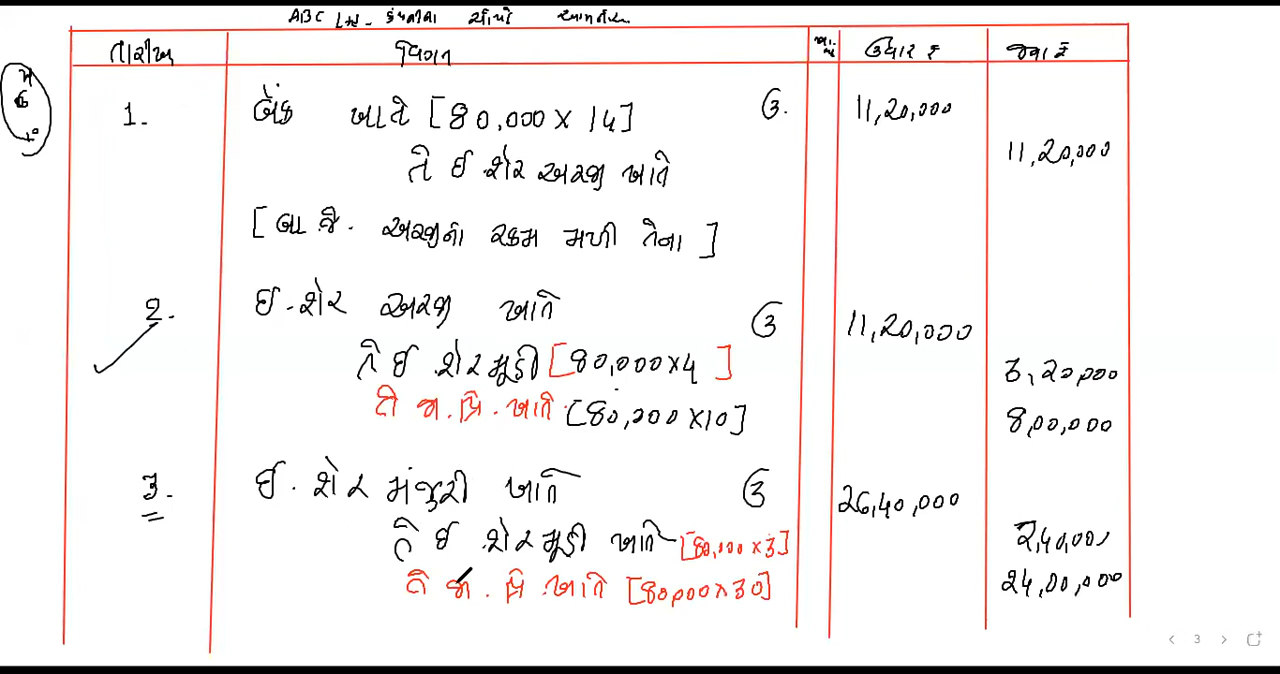 ABC Ltd. કંપનીના ચોપડે આમનોંધ
તારીખ વિગત ખા. પા. ઉધાર ₹ જમા ₹
1. બેંક ખાતે [80,000 X 14] ઉ. 11,20,000
તે ઈ શેર અરજી ખાતે 11,20,000
[ બા.જે. અરજીના રકમ મળી તેના ]
2. ઈ.શેર અરજી ખાતે ઉ 11,20,000
તે ઈ શેર મૂડી [80,000 X 4] 3,20,000
તે જા.પ્રિ.ખાતે [80,000 X 10] 8,00,000
3. ઈ.શેર મંજૂરી ખાતે ઉ 26,40,000
તે ઈ શેર મૂડી ખાતે [80,000 X 3] 2,40,000
તે જા.પ્રિ.ખાતે [80,000 X 30] 24,00,000
3